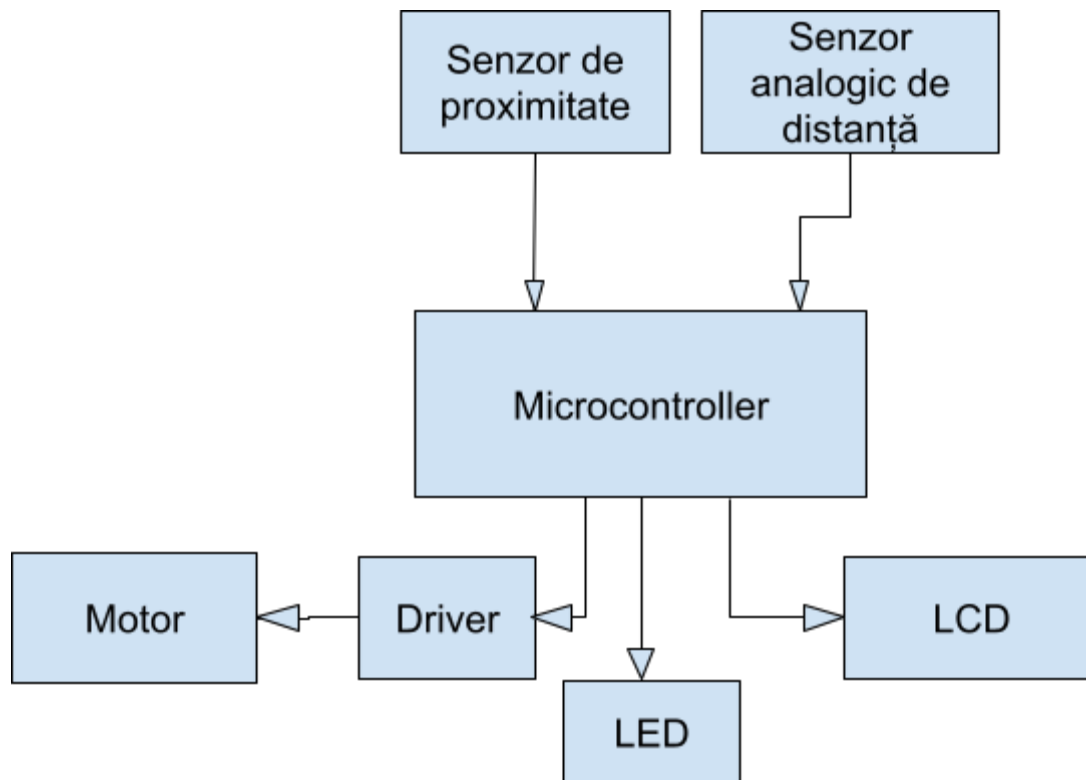 Senzor de
proximitate
Senzor
analogic de
distanță
Microcontroller
Motor
Driver
LCD
LED